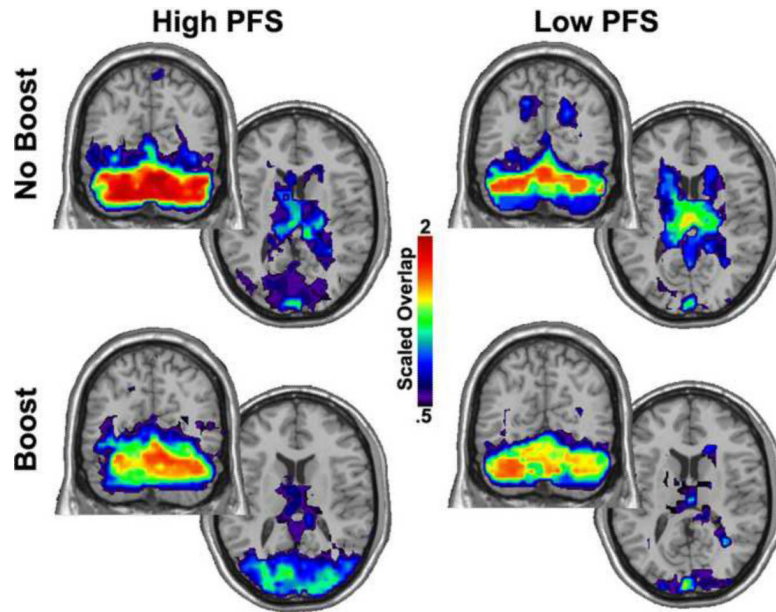 High PFS
Low PFS
No Boost
2
Scaled Overlap
.5
Boost